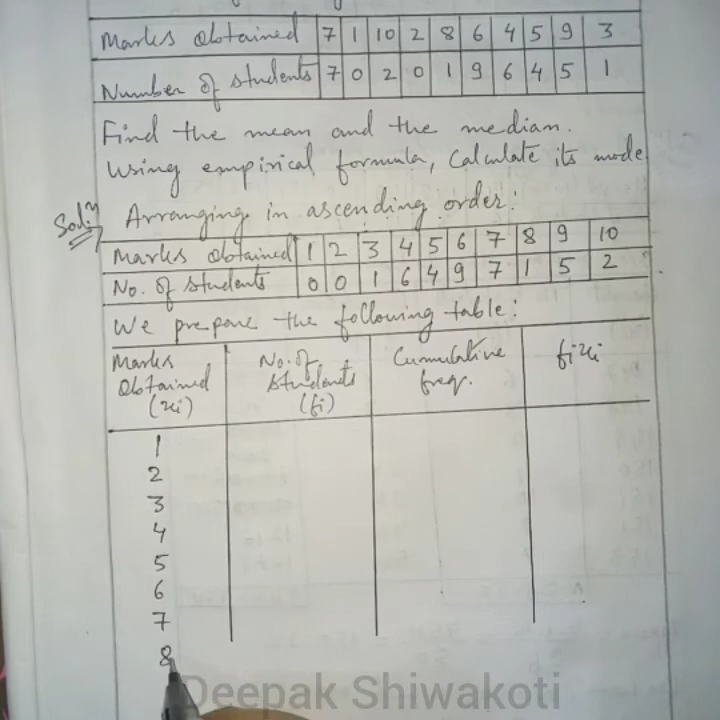 Marks obtained 7 1 10 2 8 6 4 5 9 3
Number of students 7 0 2 0 1 9 6 4 5 1
Find the mean and the median.
Using empirical formula, Calculate its mode
Solⁿ: Arranging in ascending order:
Marks obtained 1 2 3 4 5 6 7 8 9 10
No. of students 0 0 1 6 4 9 7 1 5 2
We prepare the following table:
Marks Obtained (xi) No. of Students (fi) Cumulative freq. fixi
1
2
3
4
5
6
7
8
Deepak Shiwakoti